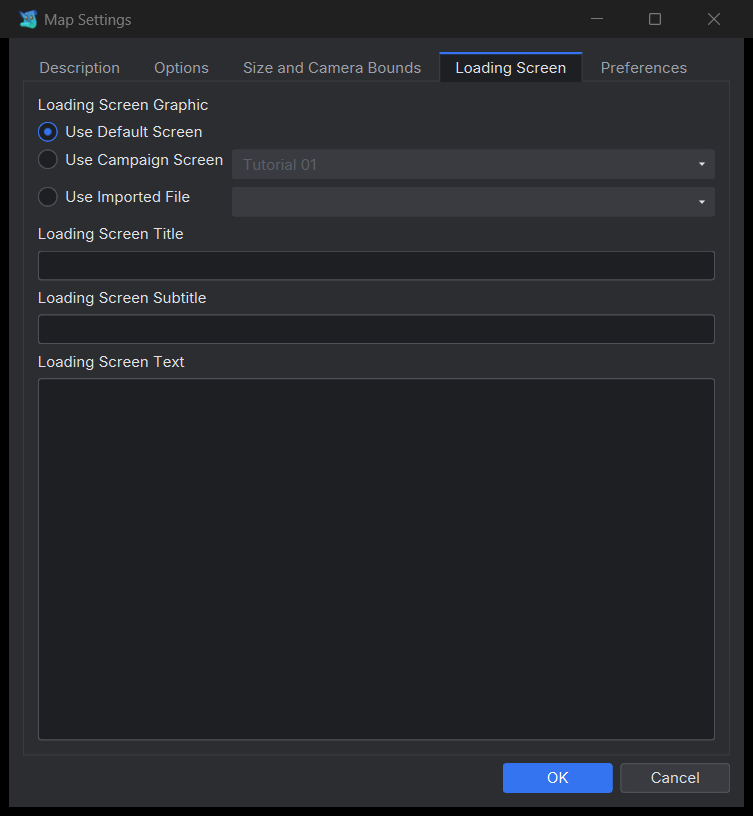 Map Settings
Description Options Size and Camera Bounds Loading Screen Preferences
Loading Screen Graphic
Use Default Screen
Use Campaign Screen Tutorial 01
Use Imported File
Loading Screen Title
Loading Screen Subtitle
Loading Screen Text
OK Cancel